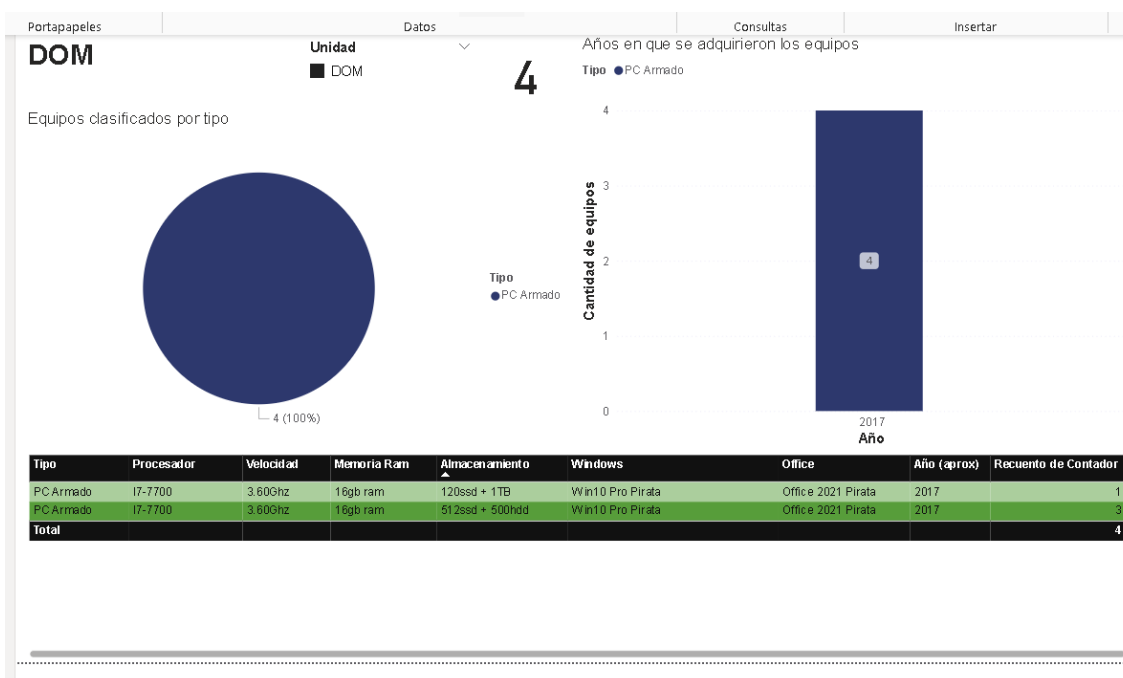 Portapapeles Datos Consultas Insertar
DOM
Unidad
DOM
4
Años en que se adquirieron los equipos
Tipo PC Armado
Equipos clasificados por tipo
Tipo
PC Armado
4 (100%)
Cantidad de equipos
4
3
2
1
0
4
2017
Año
Tipo Procesador Velocidad Memoria Ram Almacenamiento Windows Office Año (aprox) Recuento de Contador
PC Armado I7-7700 3.60Ghz 16gb ram 120ssd + 1TB Win10 Pro Pirata Office 2021 Pirata 2017 1
PC Armado I7-7700 3.60Ghz 16gb ram 512ssd + 500hdd Win10 Pro Pirata Office 2021 Pirata 2017 3
Total 4